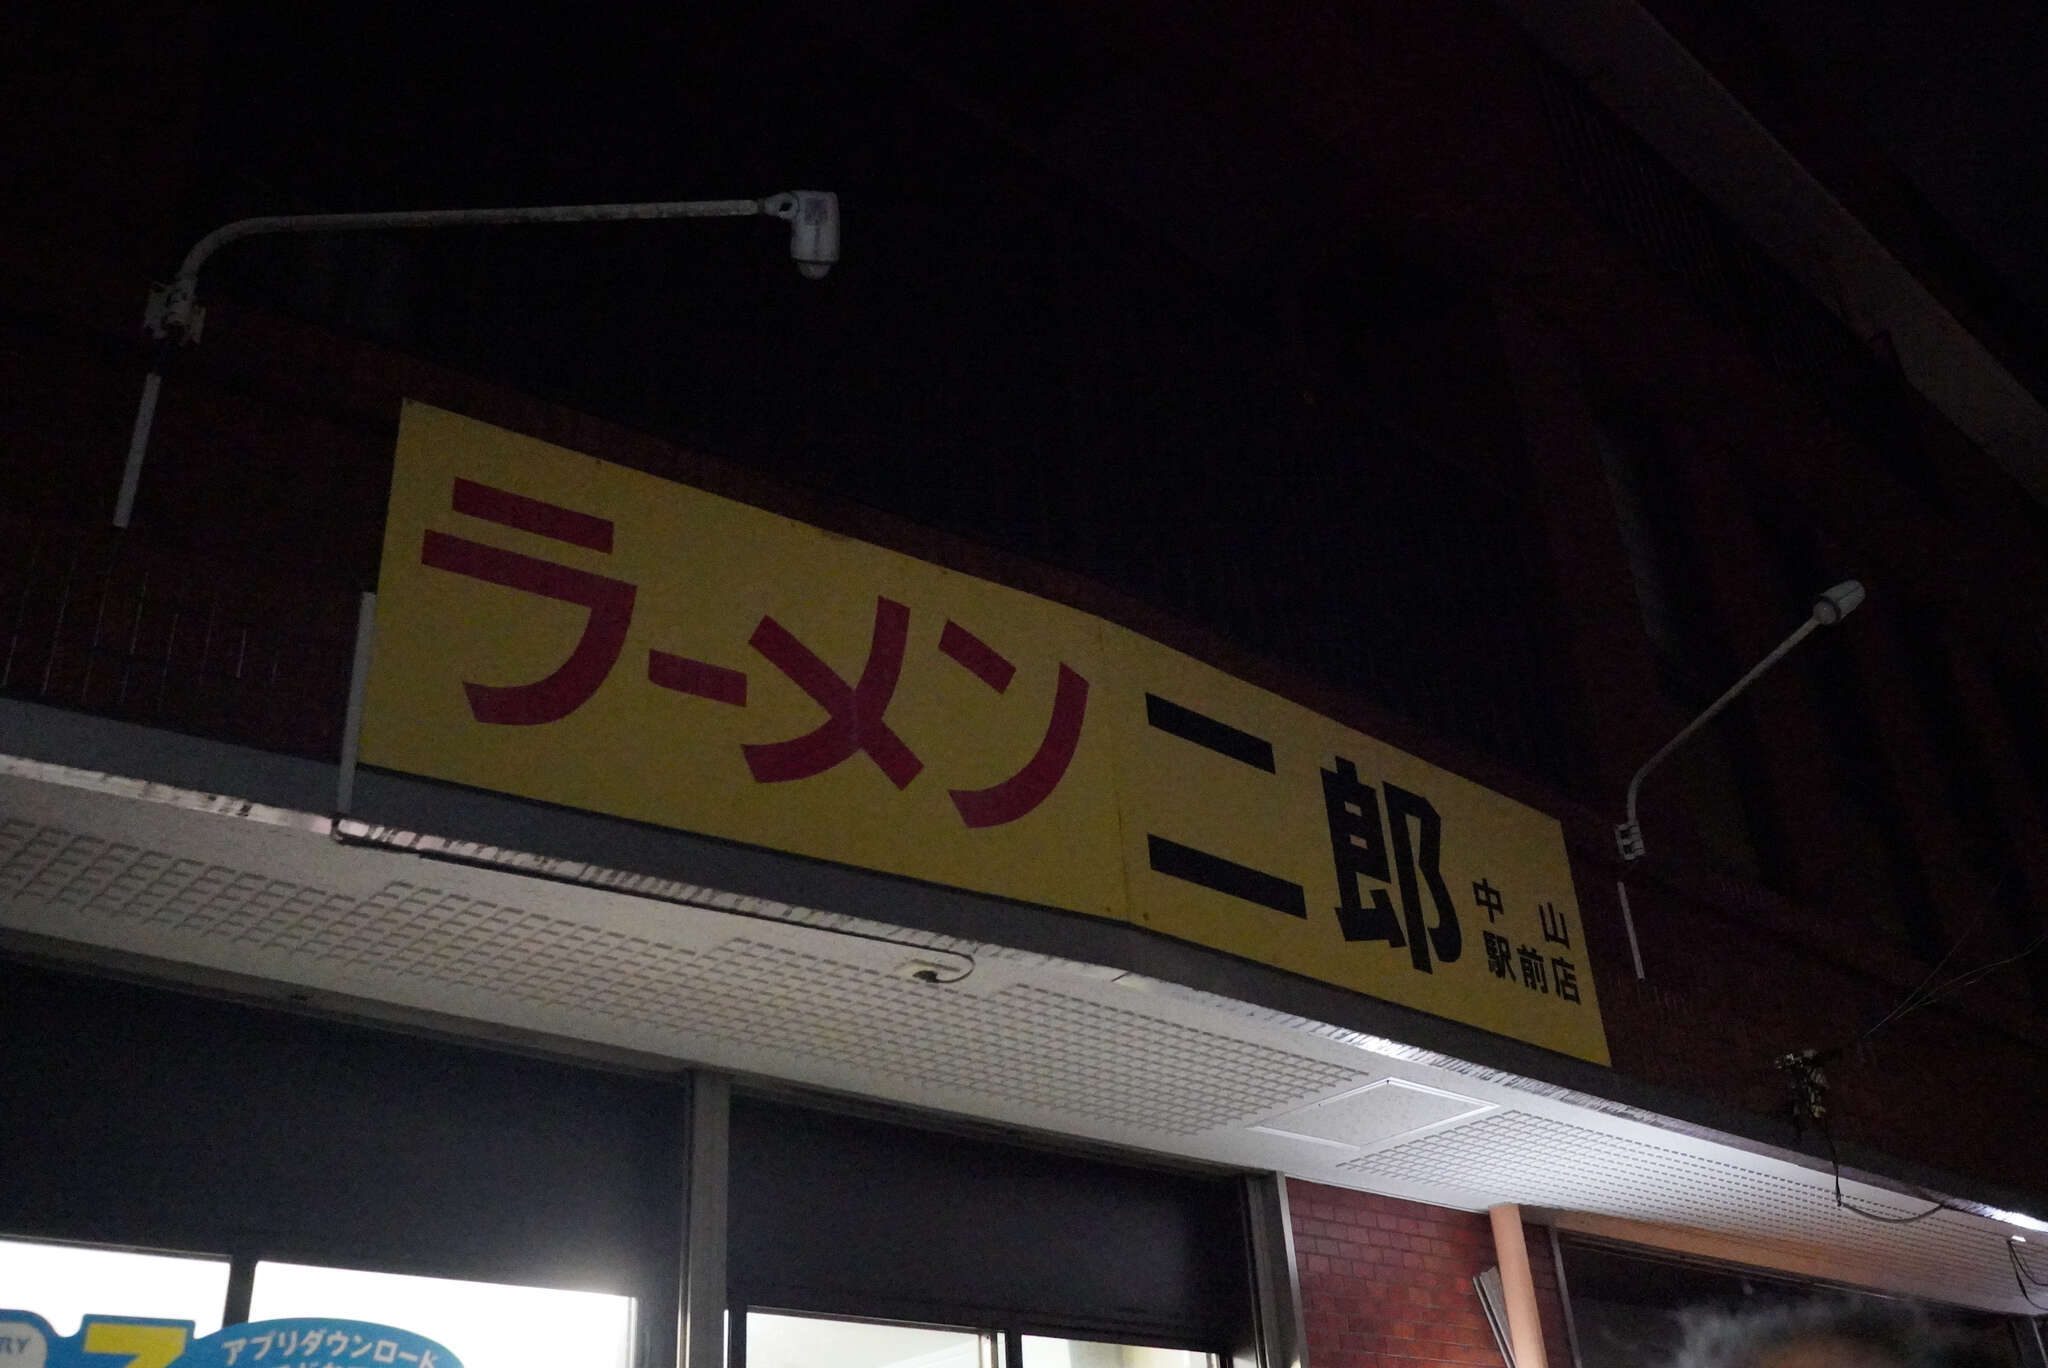 ラーメン二郎
中山
駅前店
アプリダウンロード